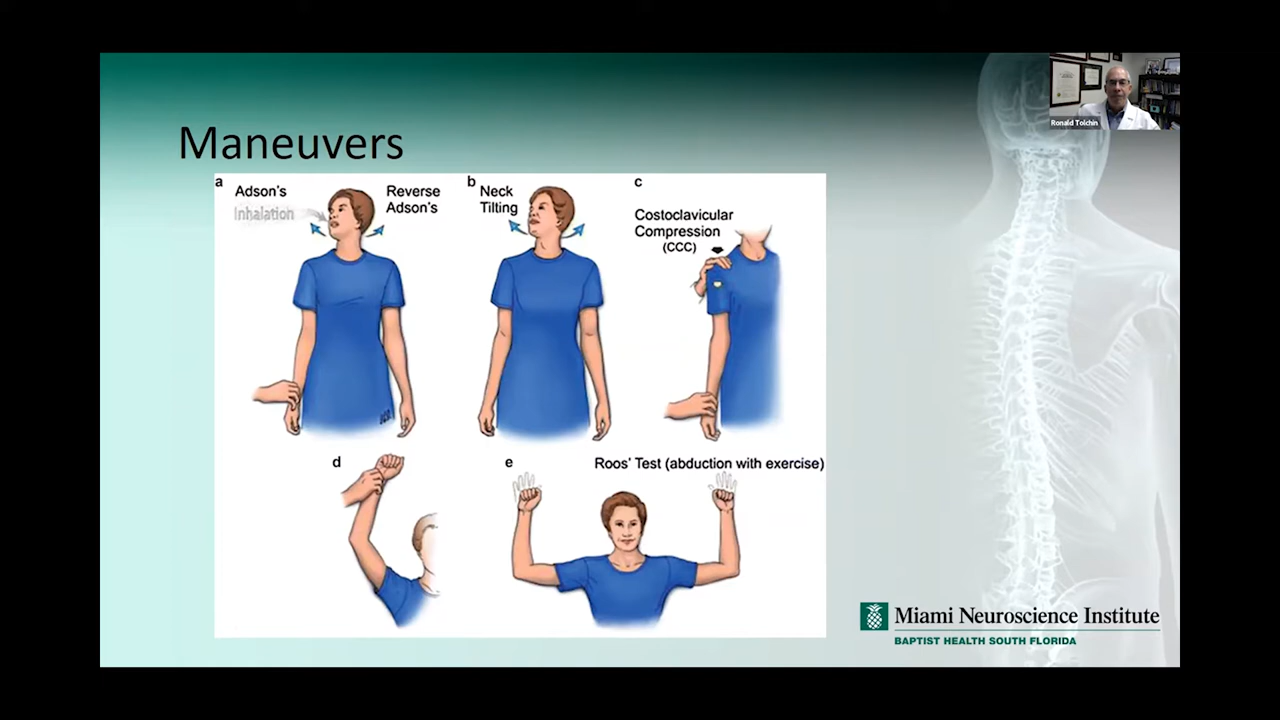 Ronald Tolchin
Maneuvers
a
Adson's
Inhalation
Reverse
Adson's
b
Neck
Tilting
c
Costoclavicular
Compression
(CCC)
d
e
Roos' Test (abduction with exercise)
Miami Neuroscience Institute
BAPTIST HEALTH SOUTH FLORIDA